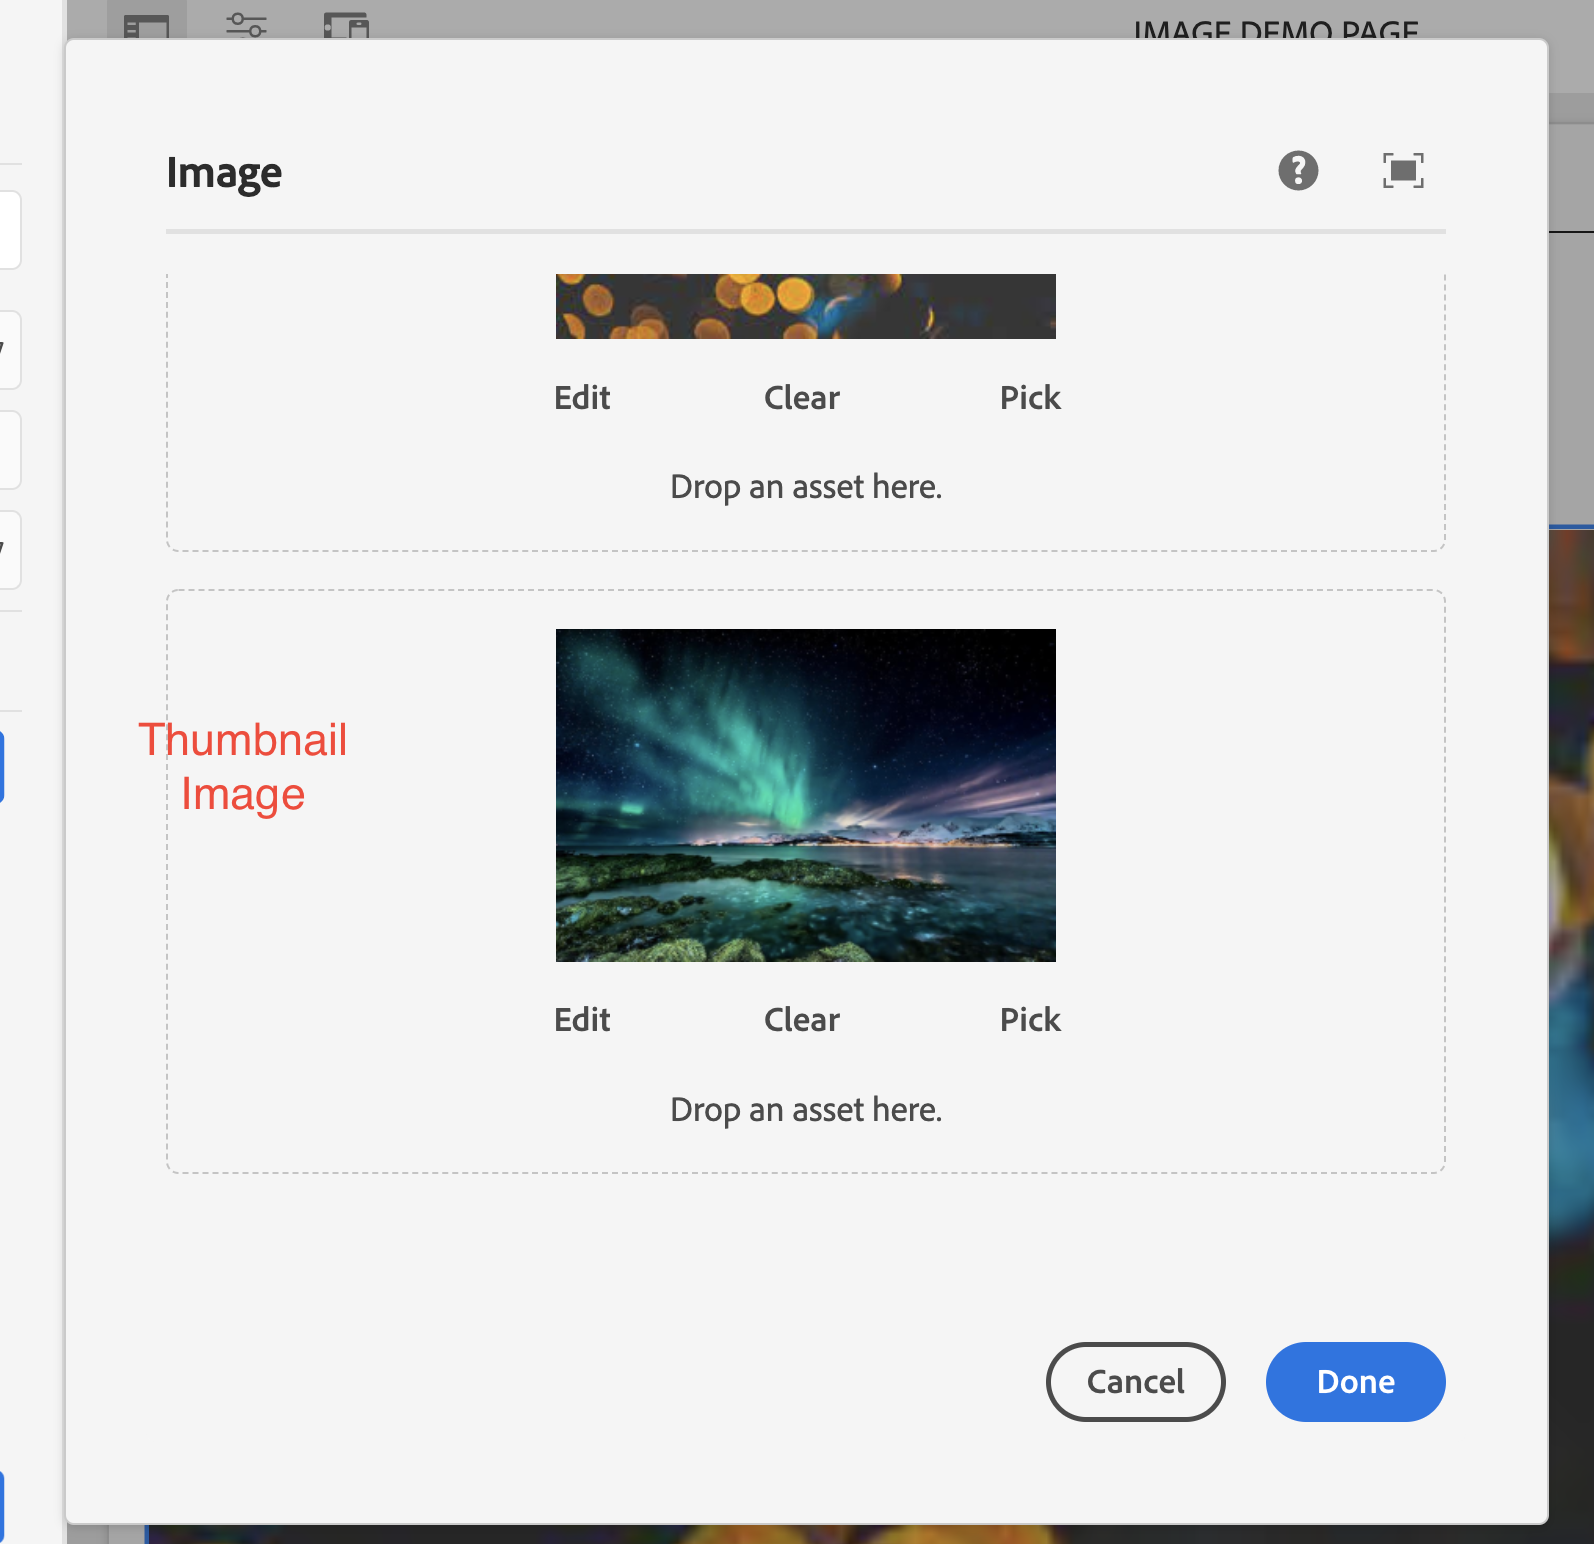 IMAGE DEMO PAGE
Image
Edit Clear Pick
Drop an asset here.
Thumbnail
Image
Edit Clear Pick
Drop an asset here.
Cancel Done